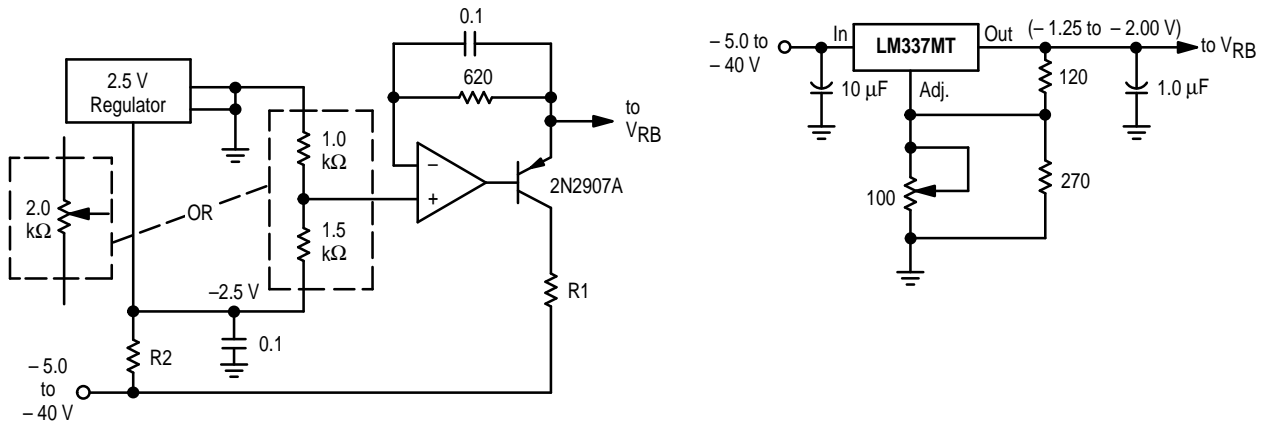 2.5 V
Regulator
2.0
kΩ
OR
1.0
kΩ
1.5
kΩ
–2.5 V
0.1
R2
– 5.0
to
– 40 V
0.1
620
–
+
to
VRB
2N2907A
R1
– 5.0 to
– 40 V
In
LM337MT
Out
(– 1.25 to – 2.00 V)
to VRB
10 µF
Adj.
120
1.0 µF
100
270